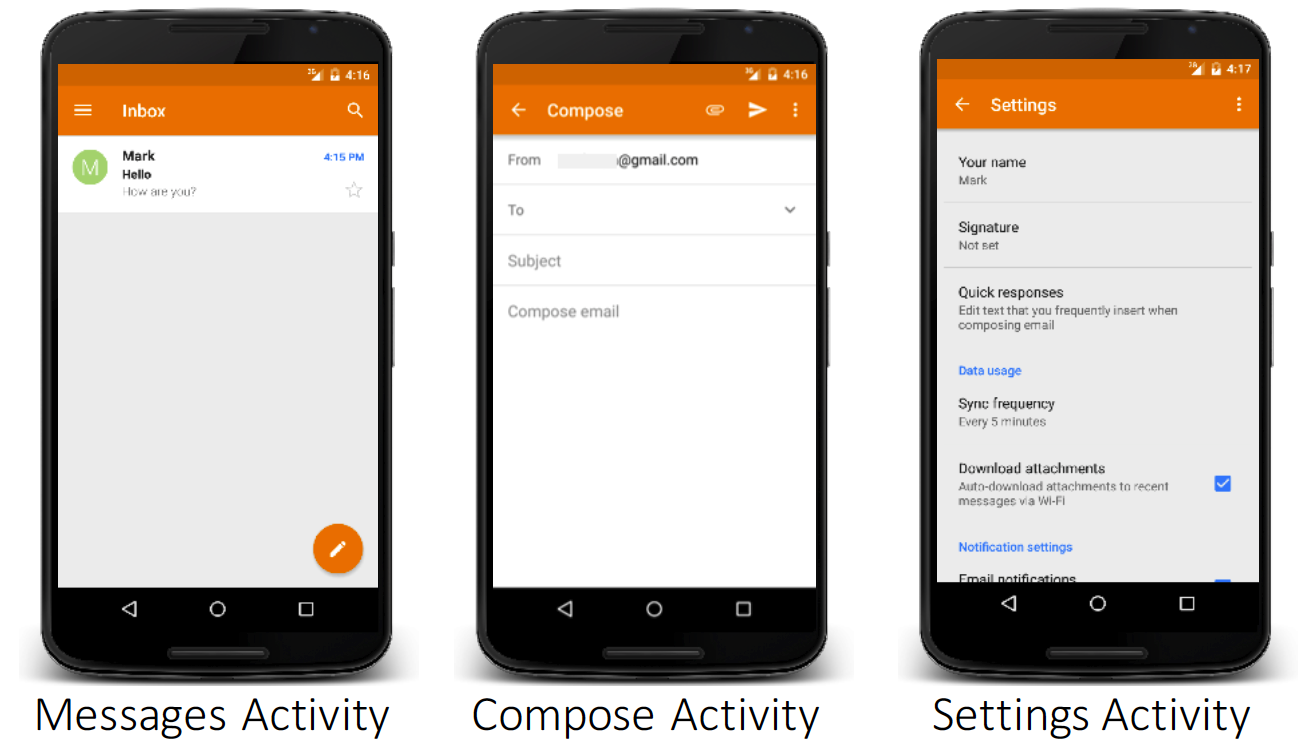 4:16
Inbox
M
Mark 4:15 PM
Hello
How are you?
Messages Activity
4:16
Compose
From @gmail.com
To
Subject
Compose email
Compose Activity
4:17
Settings
Your name
Mark
Signature
Not set
Quick responses
Edit text that you frequently insert when
composing email
Data usage
Sync frequency
Every 5 minutes
Download attachments
Auto-download attachments to recent
messages via Wi-Fi
Notification settings
Email notifications
Settings Activity